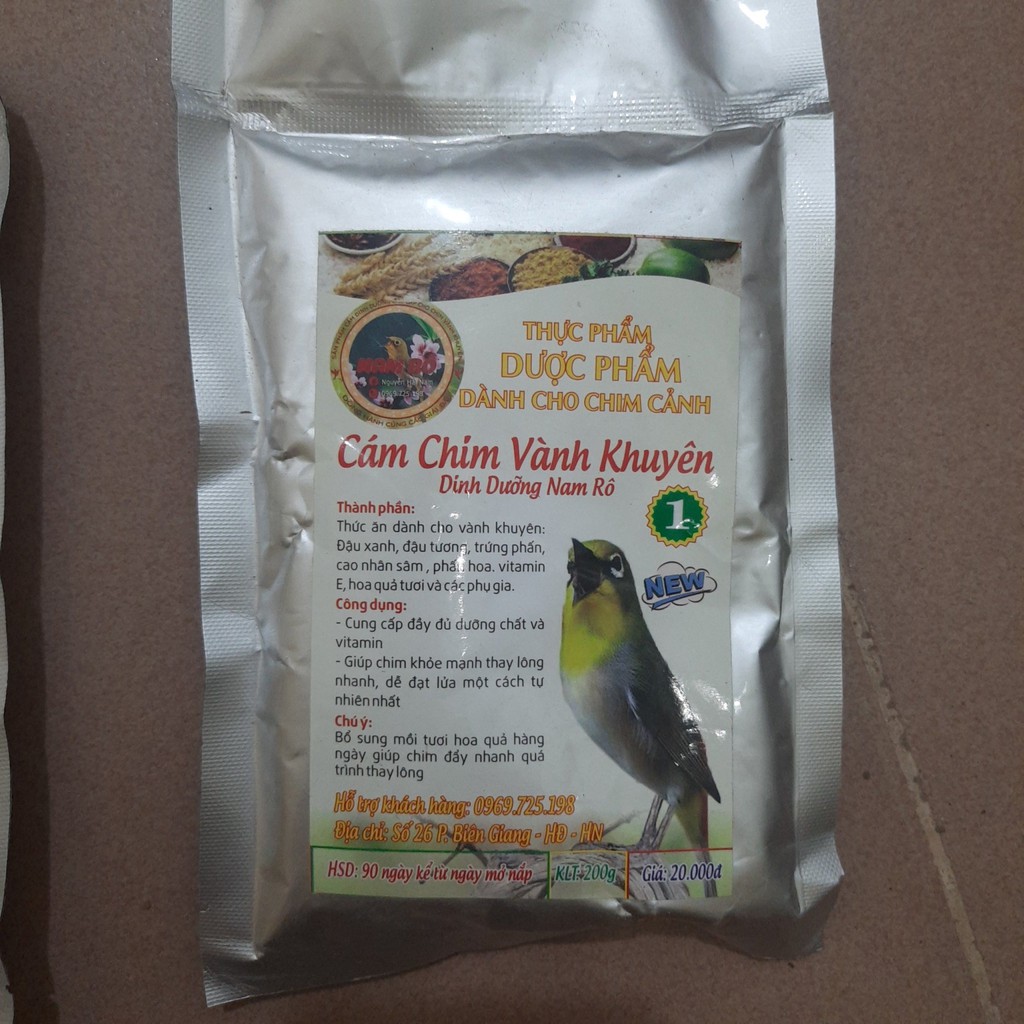 THỰC PHẨM
DƯỢC PHẨM
DÀNH CHO CHIM CẢNH
NAM RÔ
0969.725.198
Cám Chim Vành Khuyên
Dinh Dưỡng Nam Rô
1
NEW
Thành phần:
Thức ăn dành cho vành khuyên:
Đậu xanh, đậu tương, trứng phấn,
cao nhân sâm , phấn hoa. vitamin
E, hoa quả tươi và các phụ gia.
Công dụng:
- Cung cấp đầy đủ dưỡng chất và
vitamin
- Giúp chim khỏe mạnh thay lông
nhanh, dễ đạt lửa một cách tự
nhiên nhất
Chú ý:
Bổ sung mồi tươi hoa quả hàng
ngày giúp chim đẩy nhanh quá
trình thay lông
Hỗ trợ khách hàng: 0969.725.198
Địa chỉ: Số 26 P. Biên Giang - HĐ - HN
HSD: 90 ngày kể từ ngày mở nắp
KLT: 200g
Giá: 20.000đ